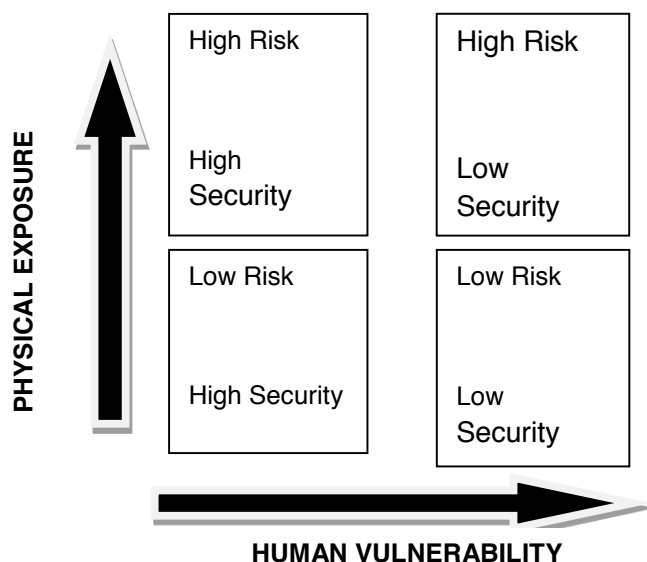 PHYSICAL EXPOSURE
High Risk
High
Security
High Risk
Low
Security
Low Risk
High Security
Low Risk
Low
Security
HUMAN VULNERABILITY